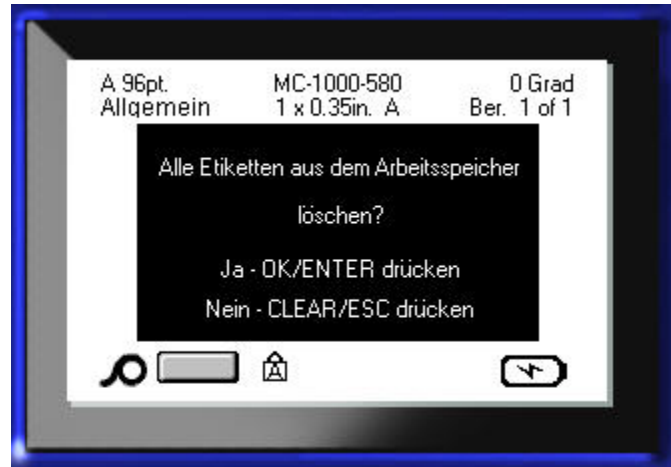 A 96pt. MC-1000-580 0 Grad
Allgemein 1 x 0.35in. A Ber. 1 of 1
Alle Etiketten aus dem Arbeitsspeicher
löschen?
Ja - OK/ENTER drücken
Nein - CLEAR/ESC drücken
A